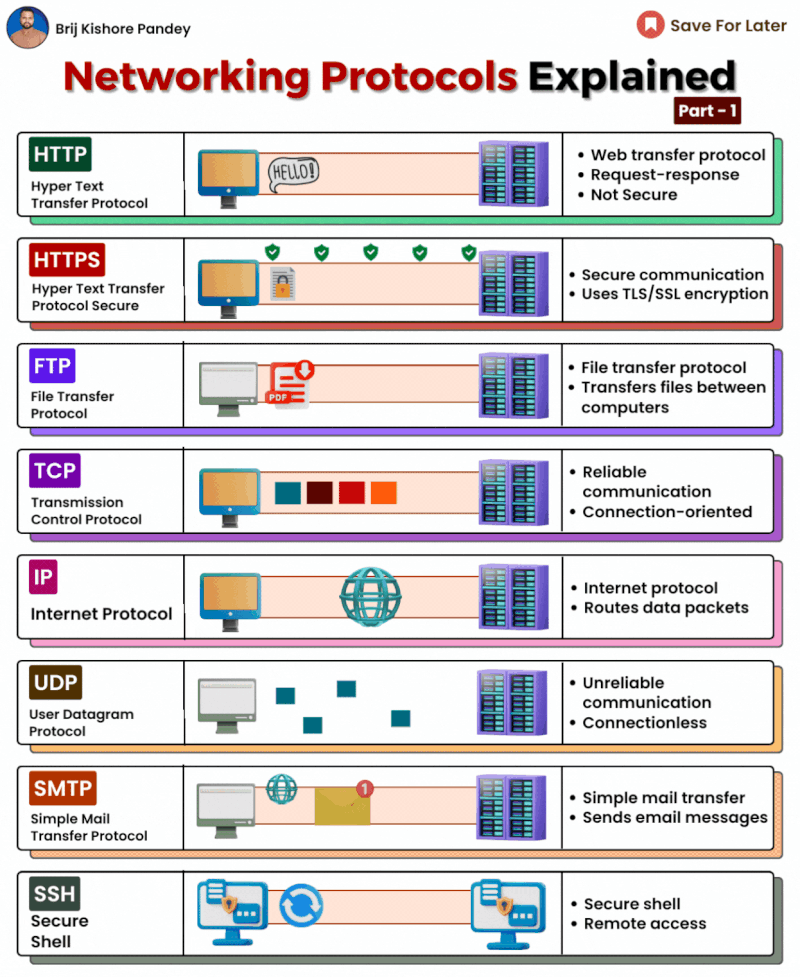 Brij Kishore Pandey
Save For Later
Networking Protocols Explained
Part - 1
HTTP
Hyper Text
Transfer Protocol
HELLO!
• Web transfer protocol
• Request-response
• Not Secure
HTTPS
Hyper Text Transfer
Protocol Secure
• Secure communication
• Uses TLS/SSL encryption
FTP
File Transfer
Protocol
PDF
• File transfer protocol
• Transfers files between
computers
TCP
Transmission
Control Protocol
• Reliable
communication
• Connection-oriented
IP
Internet Protocol
• Internet protocol
• Routes data packets
UDP
User Datagram
Protocol
• Unreliable
communication
• Connectionless
SMTP
Simple Mail
Transfer Protocol
1
• Simple mail transfer
• Sends email messages
SSH
Secure
Shell
• Secure shell
• Remote access